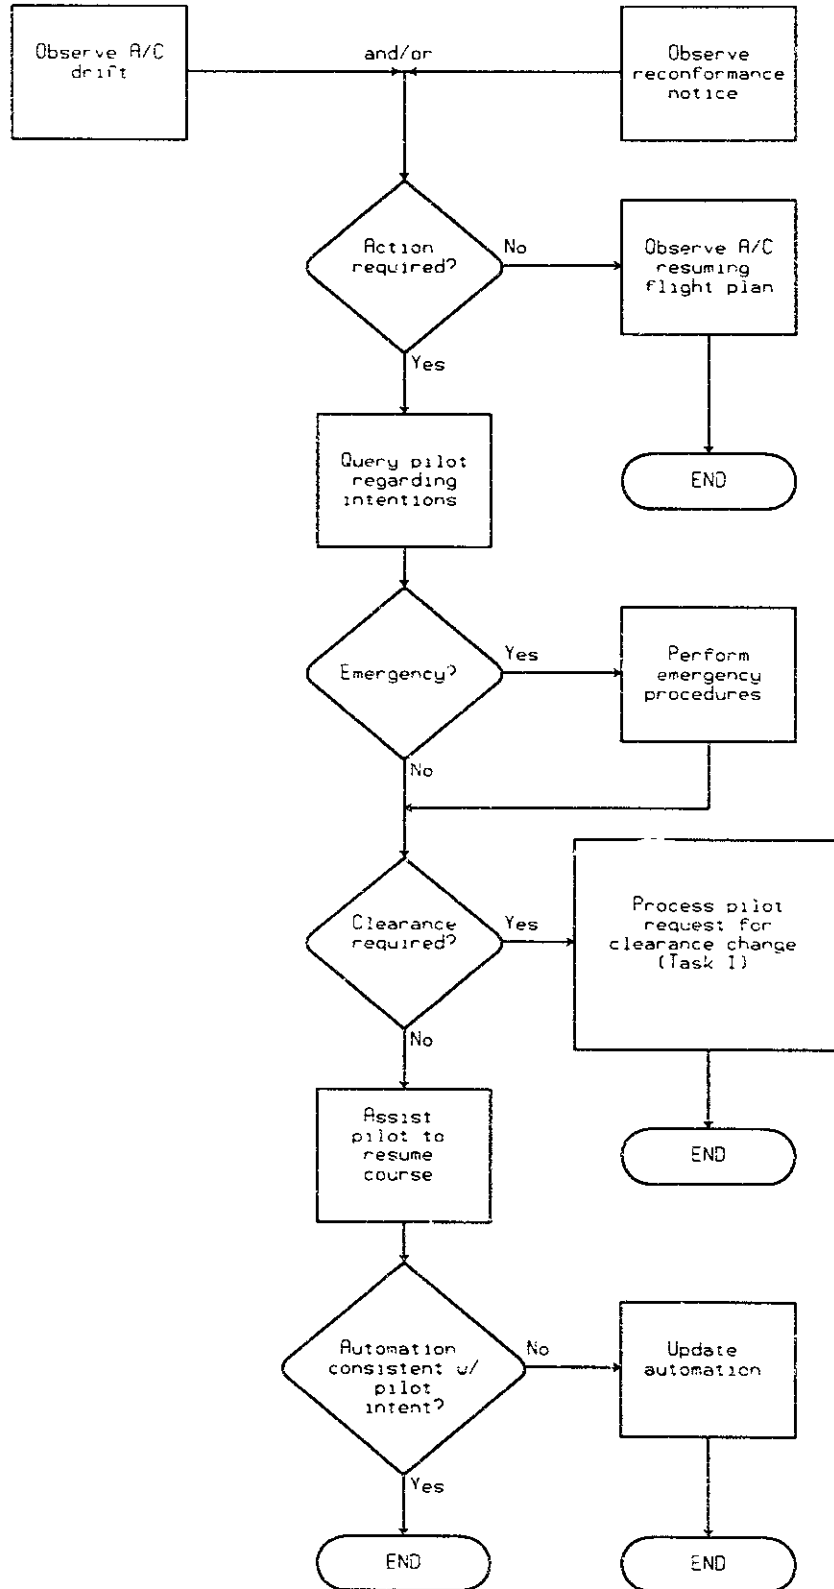 Observe A/C
drift
and/or
Observe
reconformance
notice
Action
required?
No
Observe A/C
resuming
flight plan
Yes
Query pilot
regarding
intentions
END
Emergency?
Yes
Perform
emergency
procedures
No
Clearance
required?
Yes
Process pilot
request for
clearance change
(Task I)
No
Assist
pilot to
resume
course
END
Automation
consistent w/
pilot
intent?
No
Update
automation
Yes
END
END